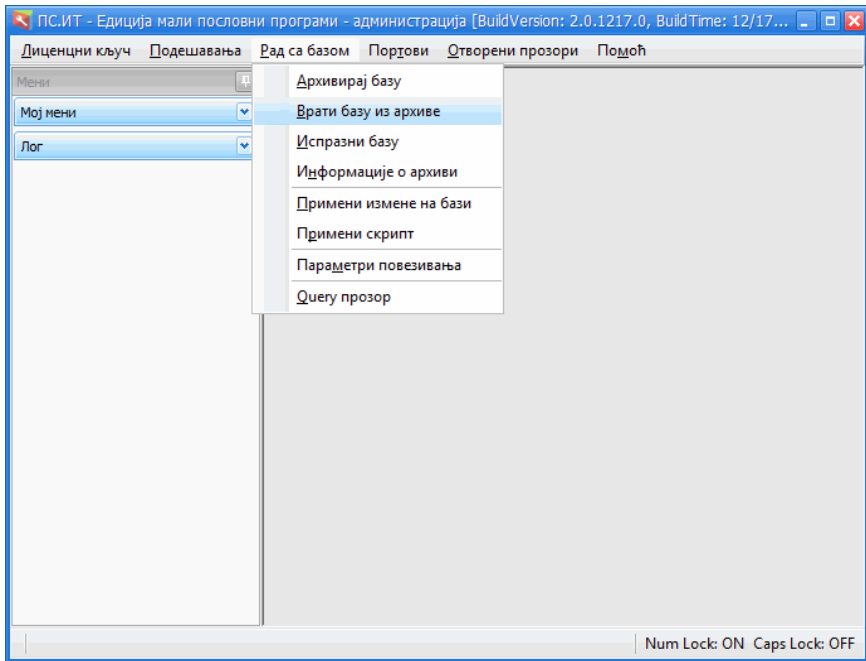 ПС.ИТ - Едиција мали пословни програми - администрација [BuildVersion: 2.0.1217.0, BuildTime: 12/17...
Лиценцни кључ Подешавања Рад са базом Портови Отворени прозори Помоћ
Мени
Мој мени
Лог
Архивирај базу
Врати базу из архиве
Испразни базу
Информације о архиви
Примени измене на бази
Примени скрипт
Параметри повезивања
Query прозор
Num Lock: ON Caps Lock: OFF